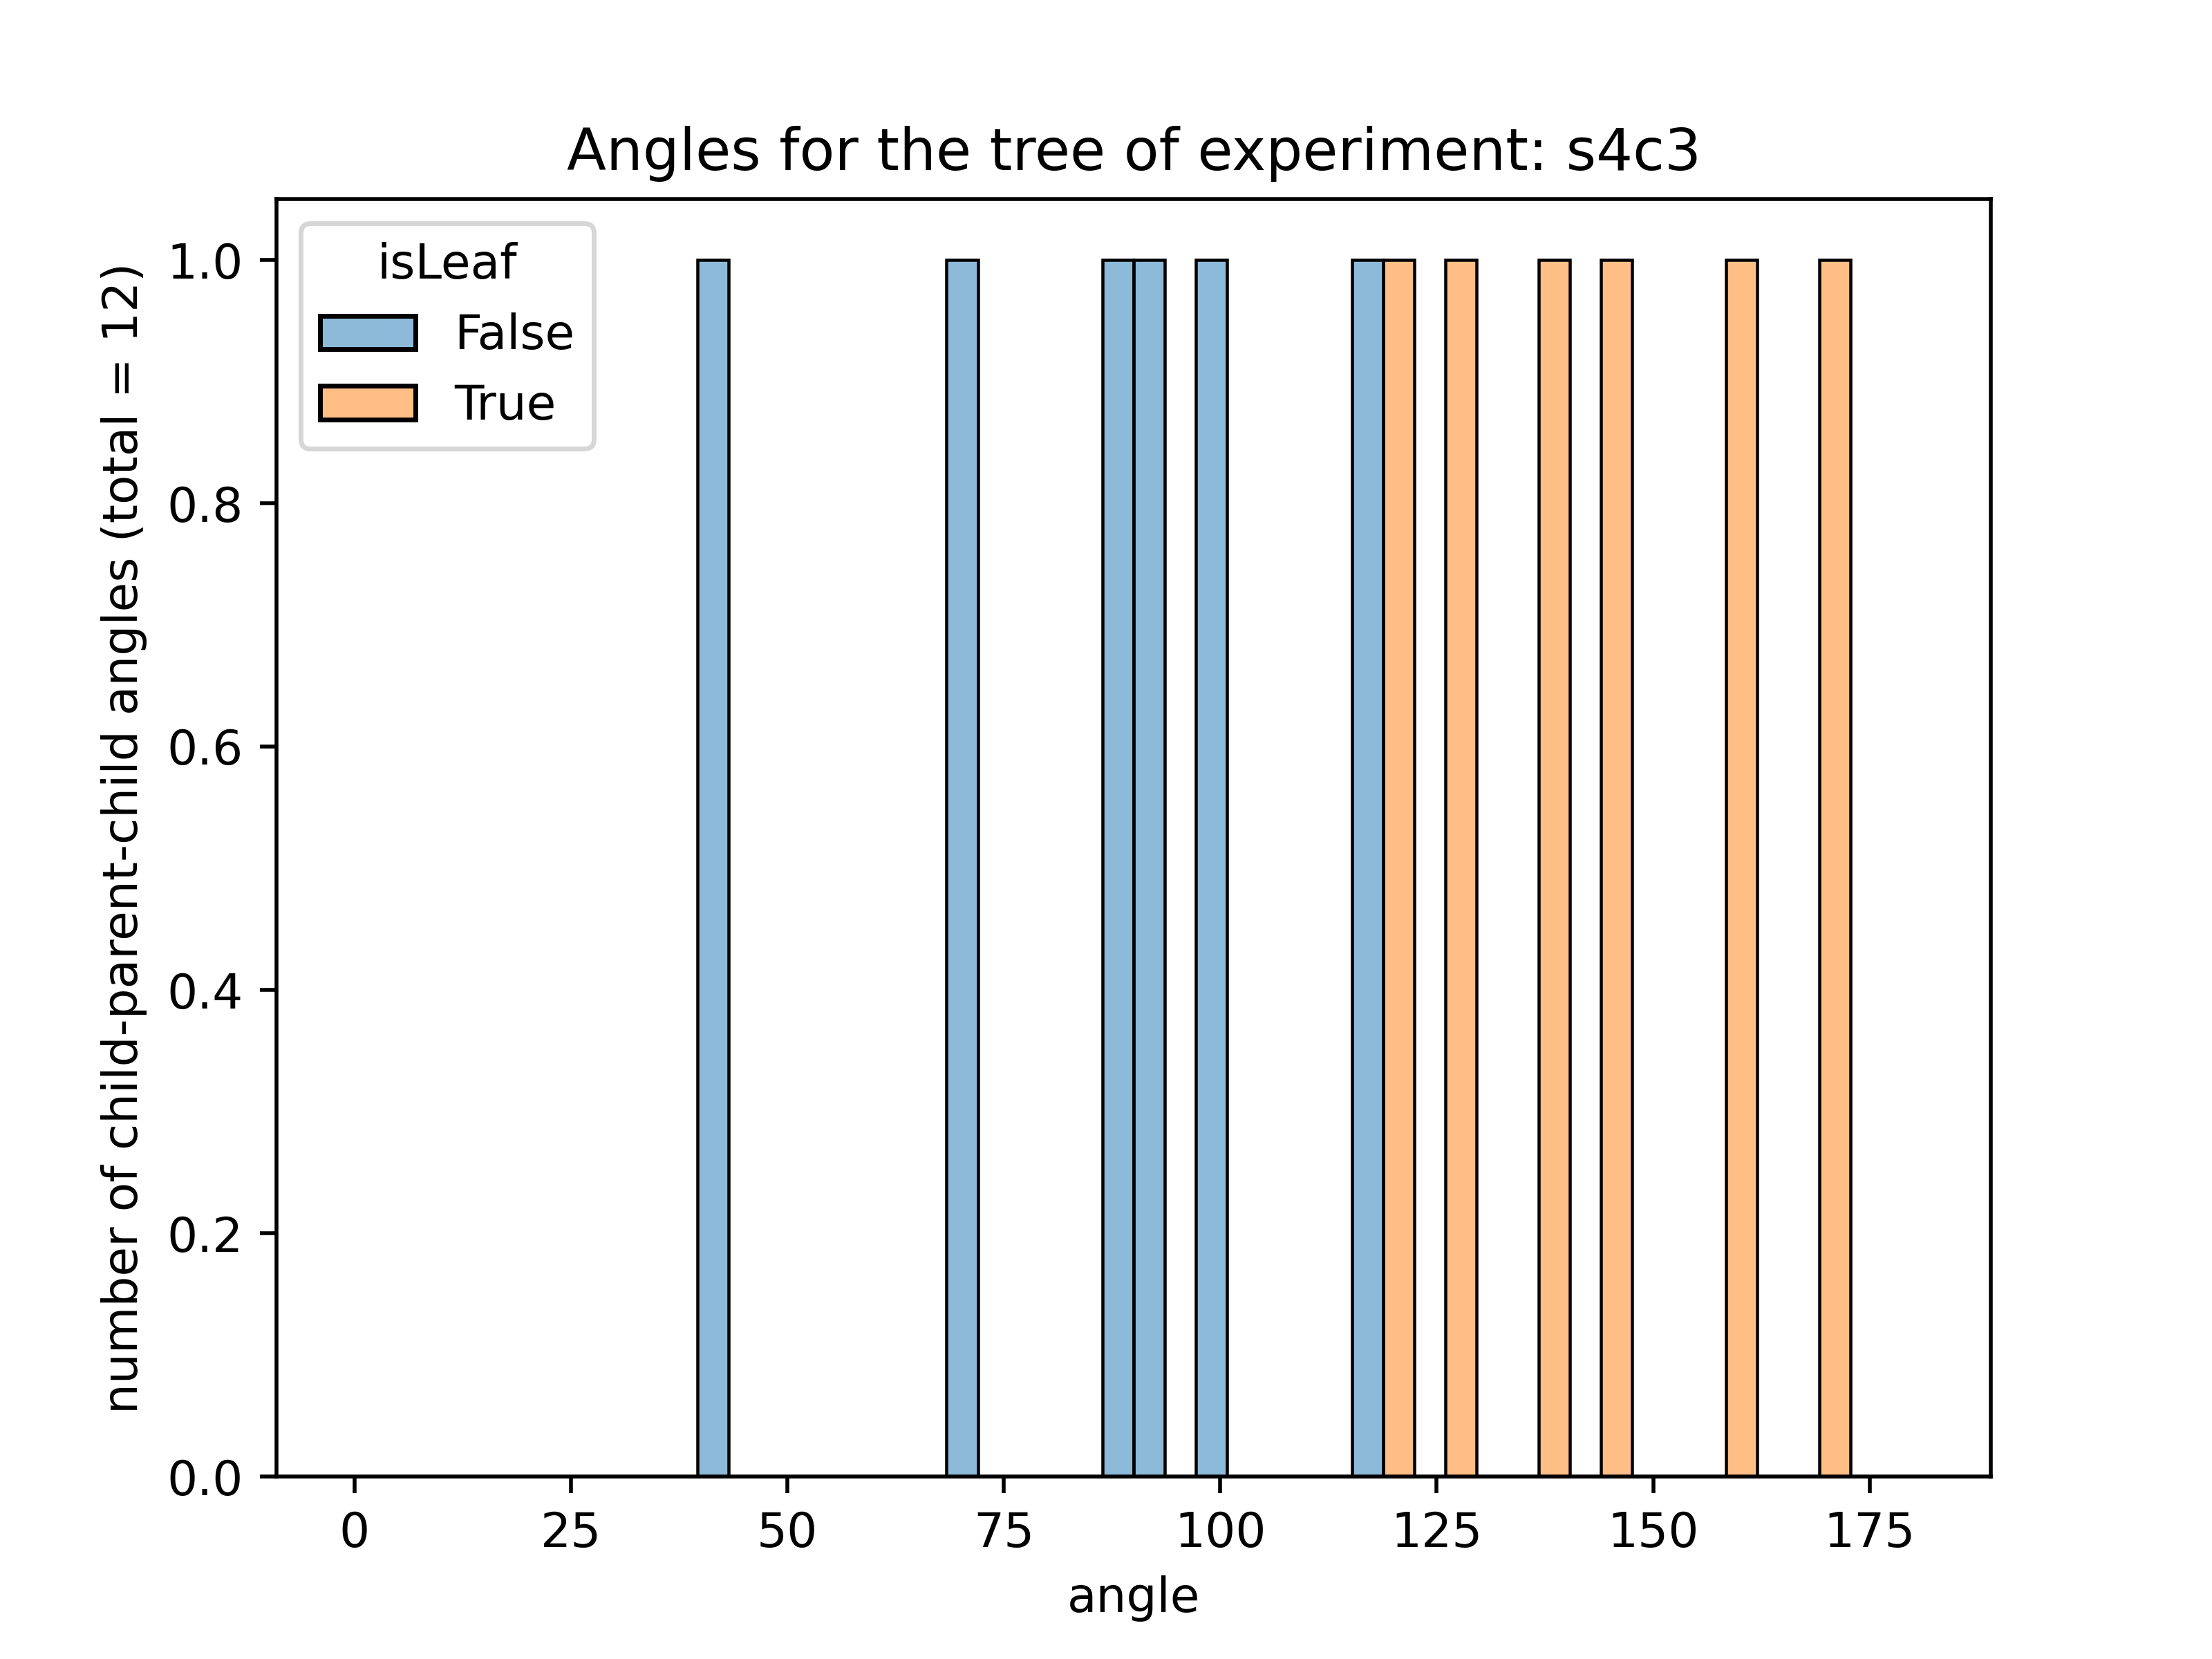 Angles for the tree of experiment: s4c3
isLeaf
False
True
number of child-parent-child angles (total = 12)
1.0
0.8
0.6
0.4
0.2
0.0
0 25 50 75 100 125 150 175
angle